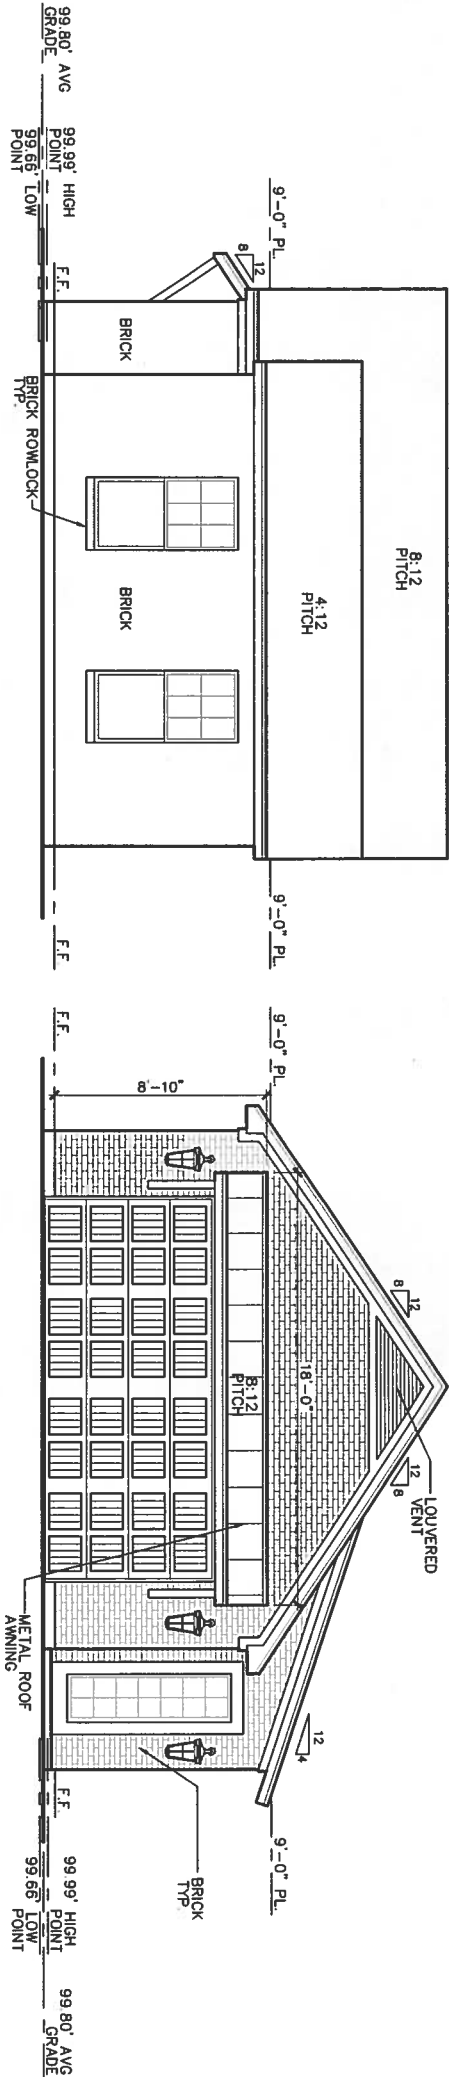 99.80' AVG
GRADE
99.99' HIGH
POINT
99.66' LOW
POINT
F.F.
9'-0" PL.
12
8
BRICK
BRICK ROWLOCK
TYP.
BRICK
8:12
PITCH
4:12
PITCH
9'-0" PL.
F.F.
9'-0" PL.
F.F.
8'-10"
12
8
12
8
LOUVERED
VENT
18'-0"
8:12
PITCH
METAL ROOF
AWNING
12
4
BRICK
TYP
9'-0" PL.
F.F.
99.99' HIGH
POINT
99.66' LOW
POINT
99.80' AVG
GRADE